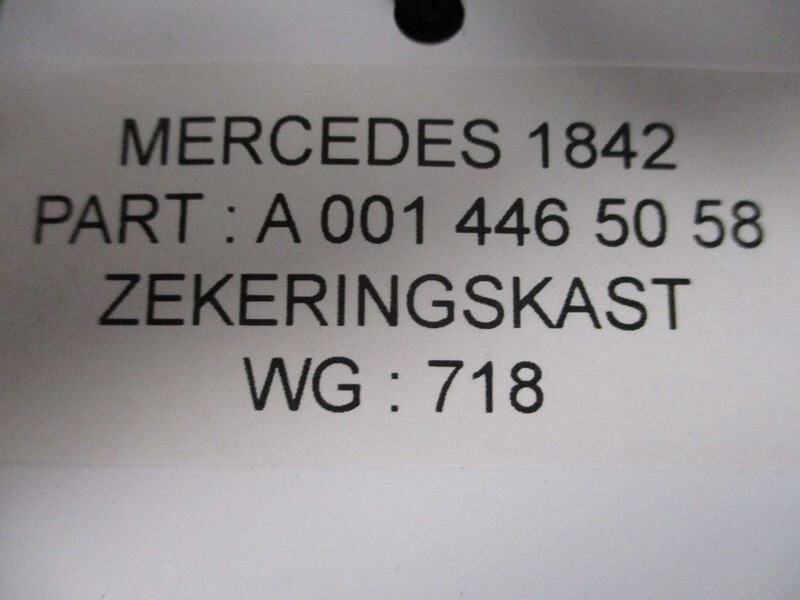 MERCEDES 1842
PART : A 001 446 50 58
ZEKERINGSKAST
WG : 718